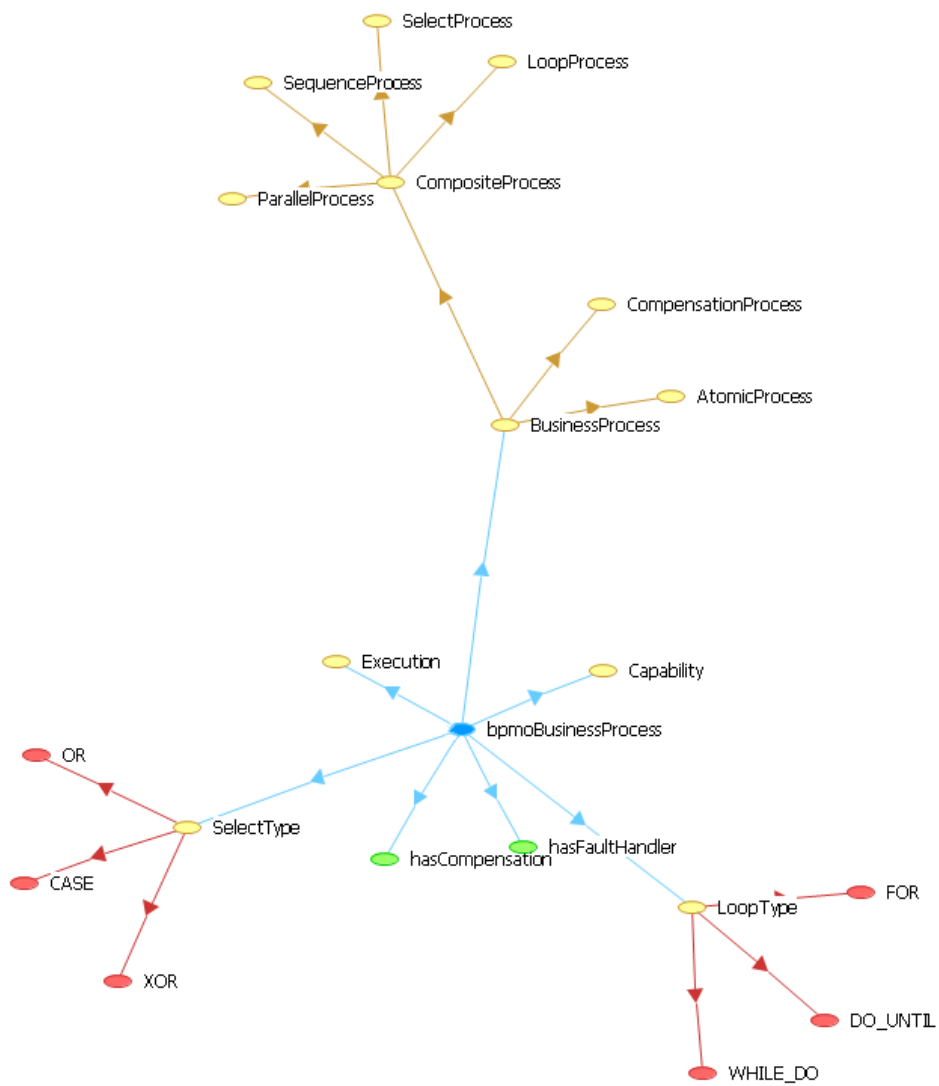 SelectProcess
LoopProcess
SequenceProcess
CompositeProcess
ParallelProcess
CompensationProcess
AtomicProcess
BusinessProcess
Execution
Capability
bpmoBusinessProcess
OR
SelectType
hasFaultHandler
hasCompensation
CASE
FOR
LoopType
XOR
DO_UNTIL
WHILE_DO